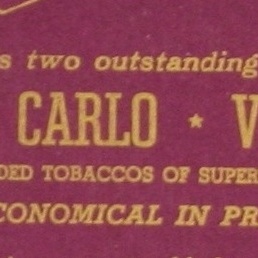 s two outstanding
CARLO * V
DED TOBACCOS OF SUPER
CONOMICAL IN PR